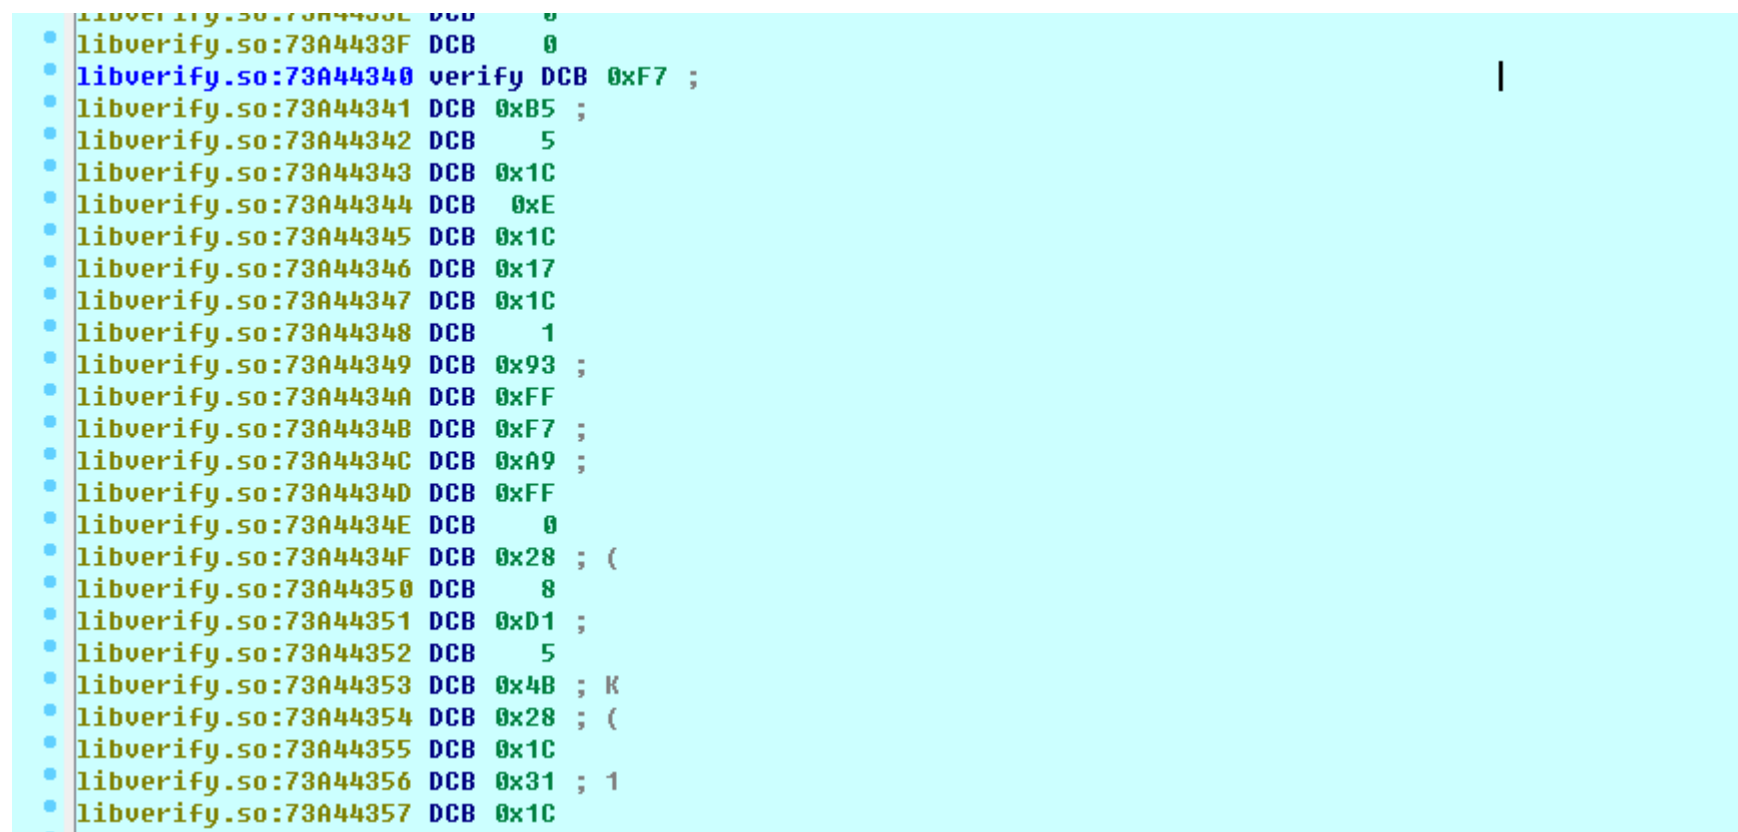 libverify.so:73A4433E DCB 0
libverify.so:73A4433F DCB 0
libverify.so:73A44340 verify DCB 0xF7 ;
libverify.so:73A44341 DCB 0xB5 ;
libverify.so:73A44342 DCB 5
libverify.so:73A44343 DCB 0x1C
libverify.so:73A44344 DCB 0xE
libverify.so:73A44345 DCB 0x1C
libverify.so:73A44346 DCB 0x17
libverify.so:73A44347 DCB 0x1C
libverify.so:73A44348 DCB 1
libverify.so:73A44349 DCB 0x93 ;
libverify.so:73A4434A DCB 0xFF
libverify.so:73A4434B DCB 0xF7 ;
libverify.so:73A4434C DCB 0xA9 ;
libverify.so:73A4434D DCB 0xFF
libverify.so:73A4434E DCB 0
libverify.so:73A4434F DCB 0x28 ; (
libverify.so:73A44350 DCB 8
libverify.so:73A44351 DCB 0xD1 ;
libverify.so:73A44352 DCB 5
libverify.so:73A44353 DCB 0x4B ; K
libverify.so:73A44354 DCB 0x28 ; (
libverify.so:73A44355 DCB 0x1C
libverify.so:73A44356 DCB 0x31 ; 1
libverify.so:73A44357 DCB 0x1C